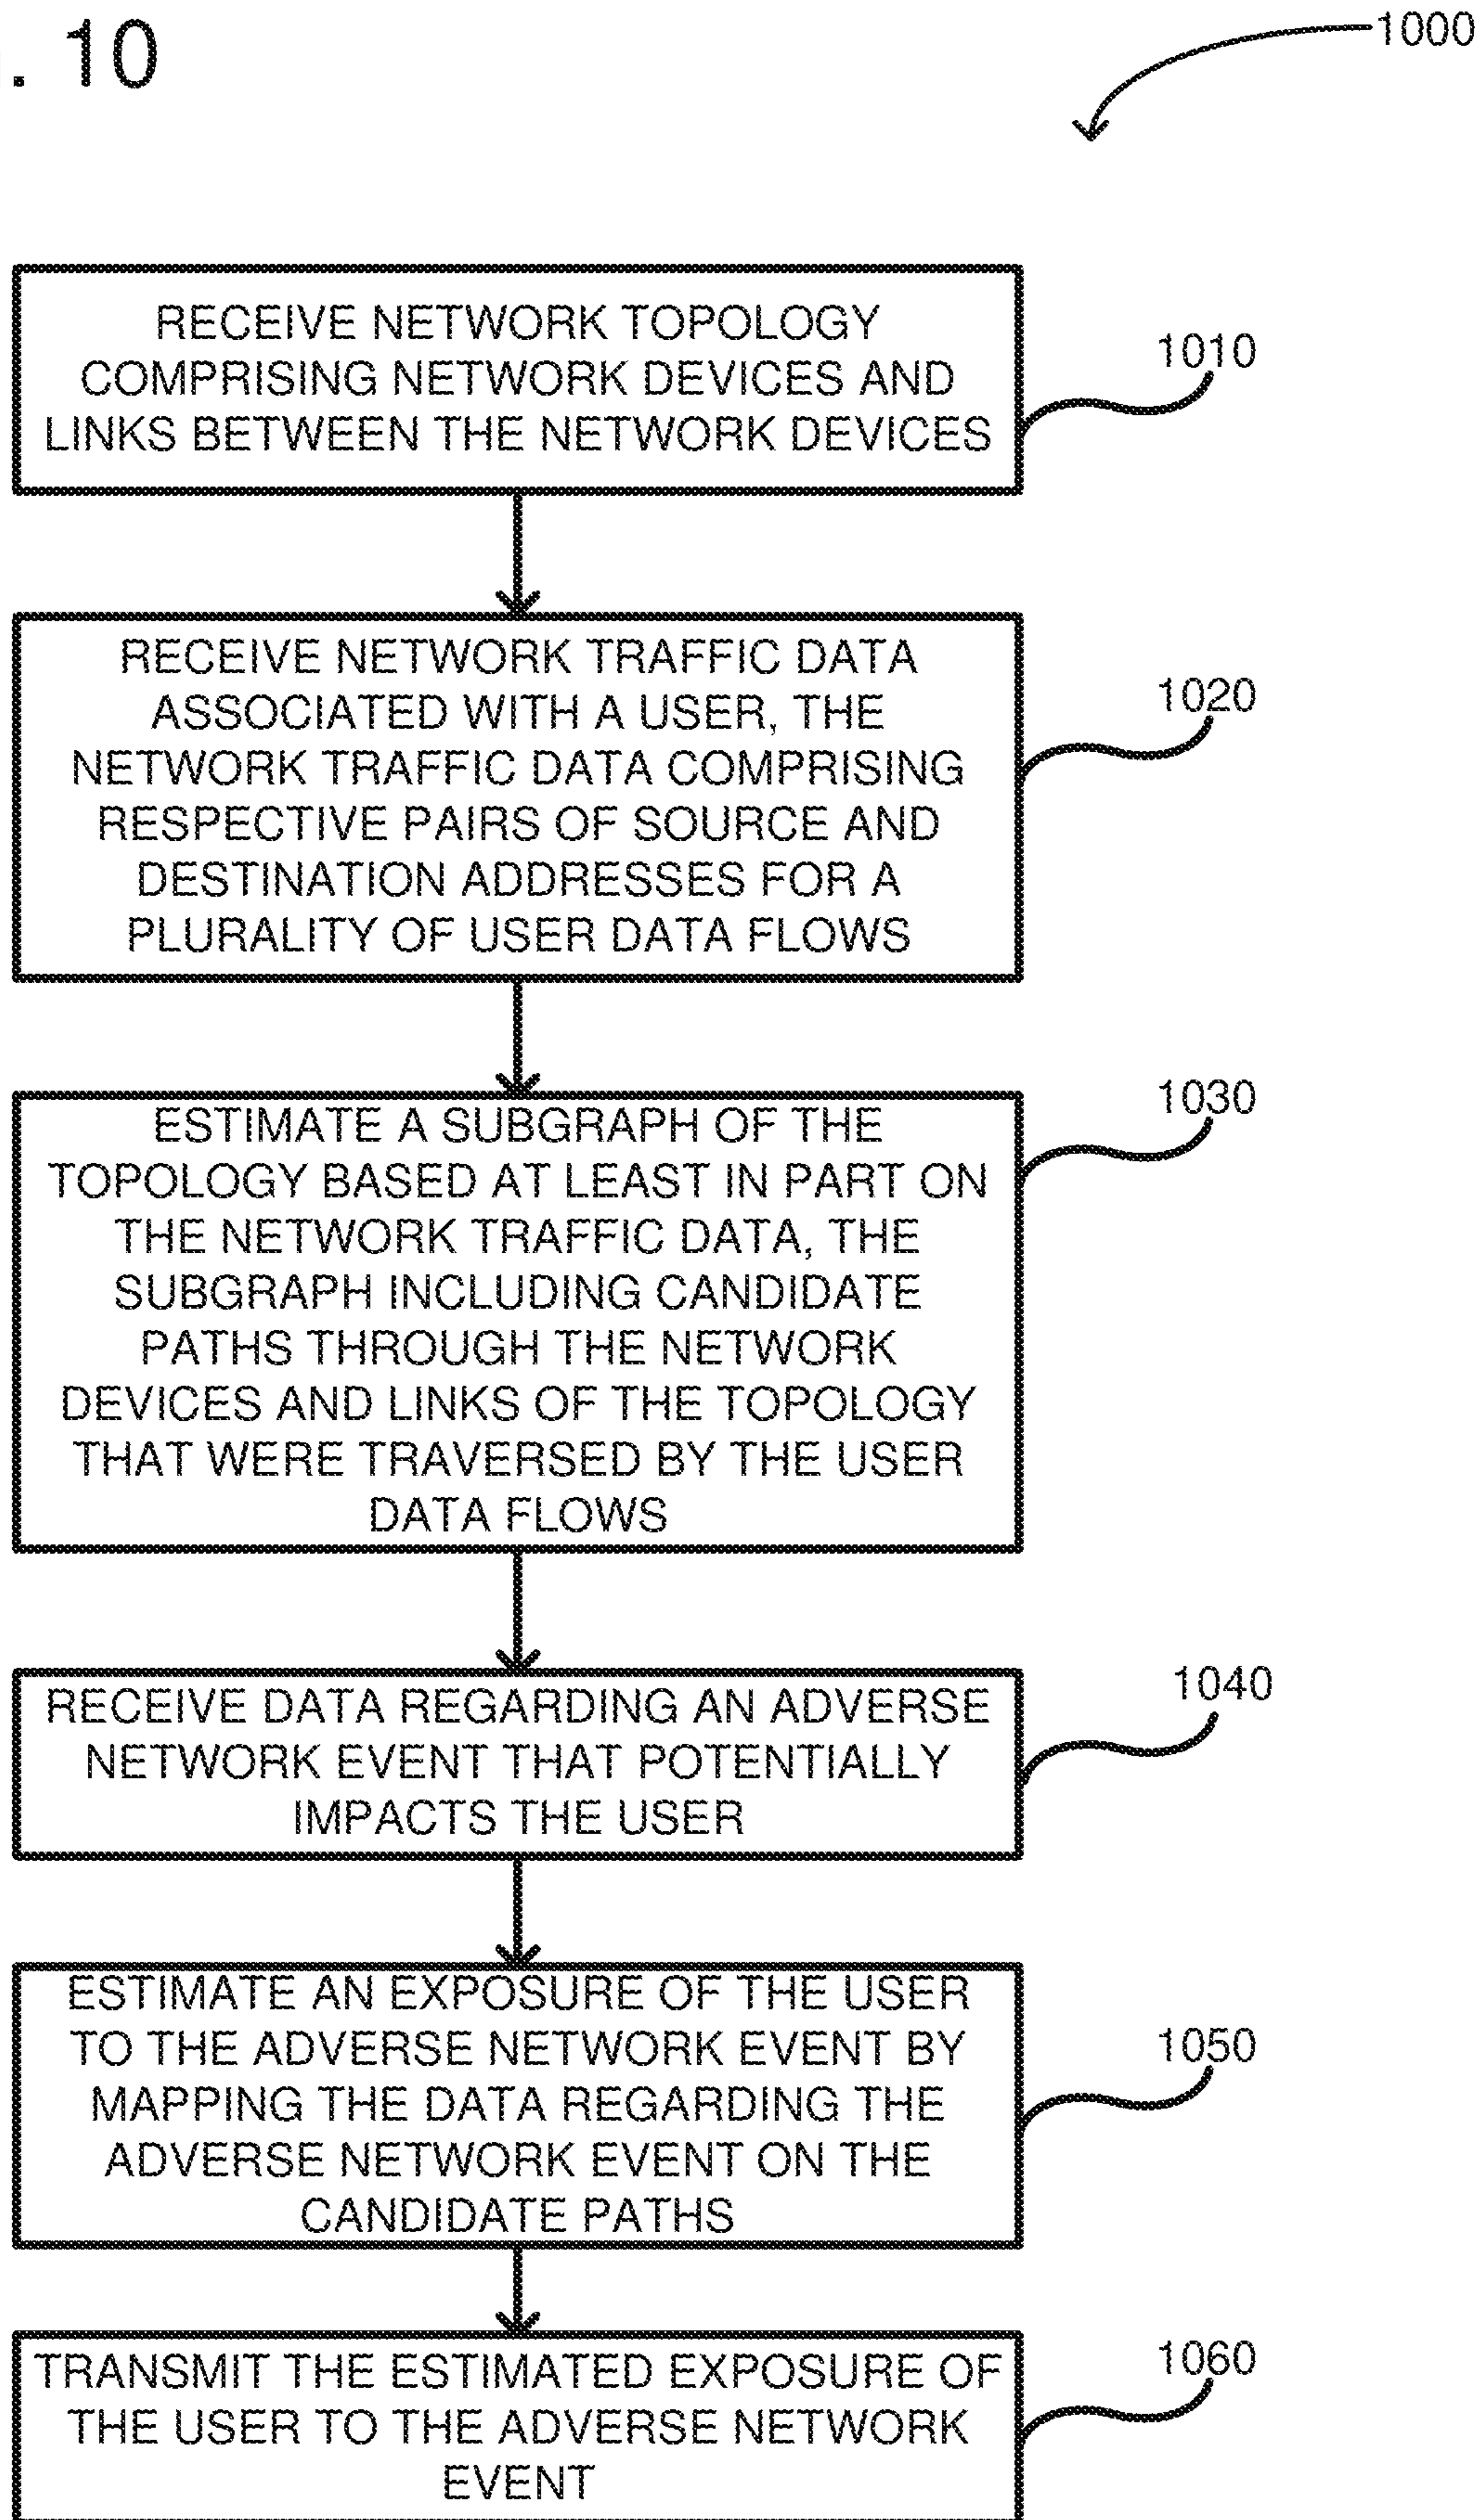 . 10
1000
RECEIVE NETWORK TOPOLOGY
COMPRISING NETWORK DEVICES AND
LINKS BETWEEN THE NETWORK DEVICES
1010
RECEIVE NETWORK TRAFFIC DATA
ASSOCIATED WITH A USER, THE
NETWORK TRAFFIC DATA COMPRISING
RESPECTIVE PAIRS OF SOURCE AND
DESTINATION ADDRESSES FOR A
PLURALITY OF USER DATA FLOWS
1020
ESTIMATE A SUBGRAPH OF THE
TOPOLOGY BASED AT LEAST IN PART ON
THE NETWORK TRAFFIC DATA, THE
SUBGRAPH INCLUDING CANDIDATE
PATHS THROUGH THE NETWORK
DEVICES AND LINKS OF THE TOPOLOGY
THAT WERE TRAVERSED BY THE USER
DATA FLOWS
1030
RECEIVE DATA REGARDING AN ADVERSE
NETWORK EVENT THAT POTENTIALLY
IMPACTS THE USER
1040
ESTIMATE AN EXPOSURE OF THE USER
TO THE ADVERSE NETWORK EVENT BY
MAPPING THE DATA REGARDING THE
ADVERSE NETWORK EVENT ON THE
CANDIDATE PATHS
1050
TRANSMIT THE ESTIMATED EXPOSURE OF
THE USER TO THE ADVERSE NETWORK
EVENT
1060